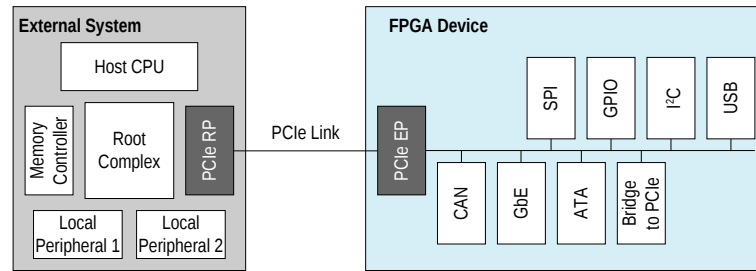 External System
Host CPU
Memory
Controller
Root
Complex
PCIe RP
Local
Peripheral 1
Local
Peripheral 2
PCIe Link
FPGA Device
PCIe EP
SPI
GPIO
I²C
USB
CAN
GbE
ATA
Bridge
to PCIe